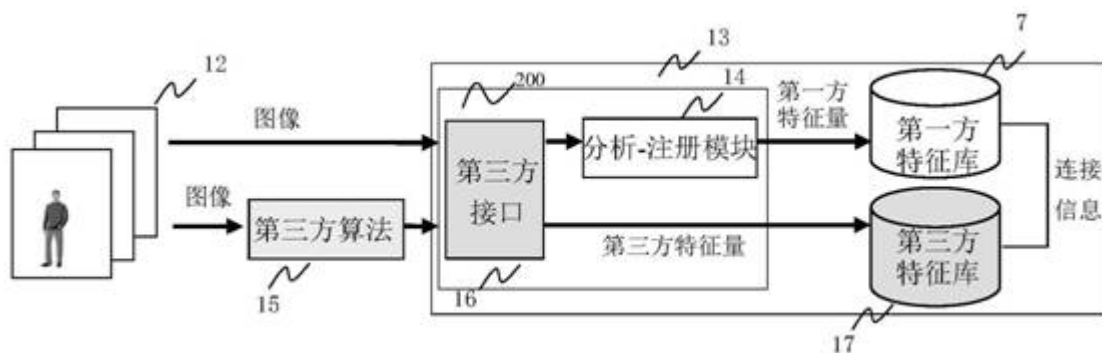 12
13
200
14
7
图像
第一方
特征量
第三方
接口
分析-注册模块
第一方
特征库
连接
信息
图像
第三方算法
第三方特征量
第三方
特征库
15
16
17